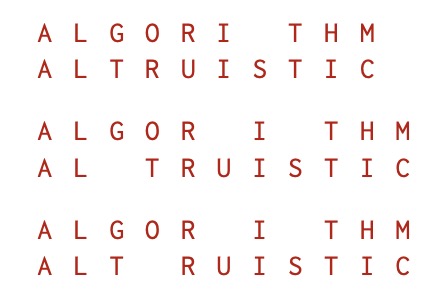 A L G O R I   T H M
A L T R U I S T I C
A L G O R   I   T H M
A L   T R U I S T I C
A L G O R   I   T H M
A L T   R U I S T I C